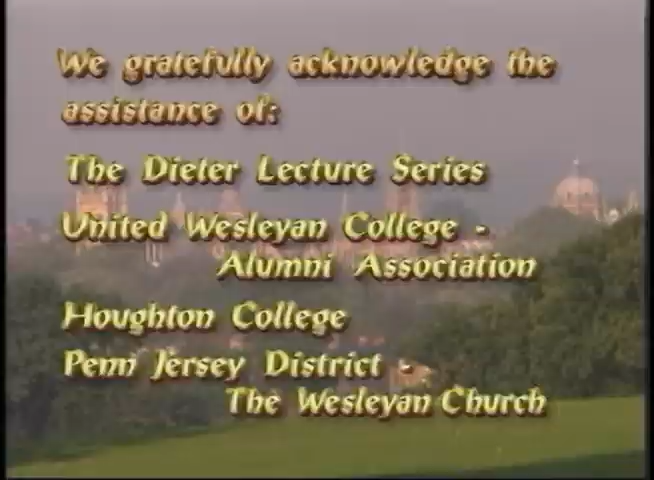 We gratefully acknowledge the
assistance of:
The Dieter Lecture Series
United Wesleyan College -
Alumni Association
Houghton College
Penn Jersey District -
The Wesleyan Church